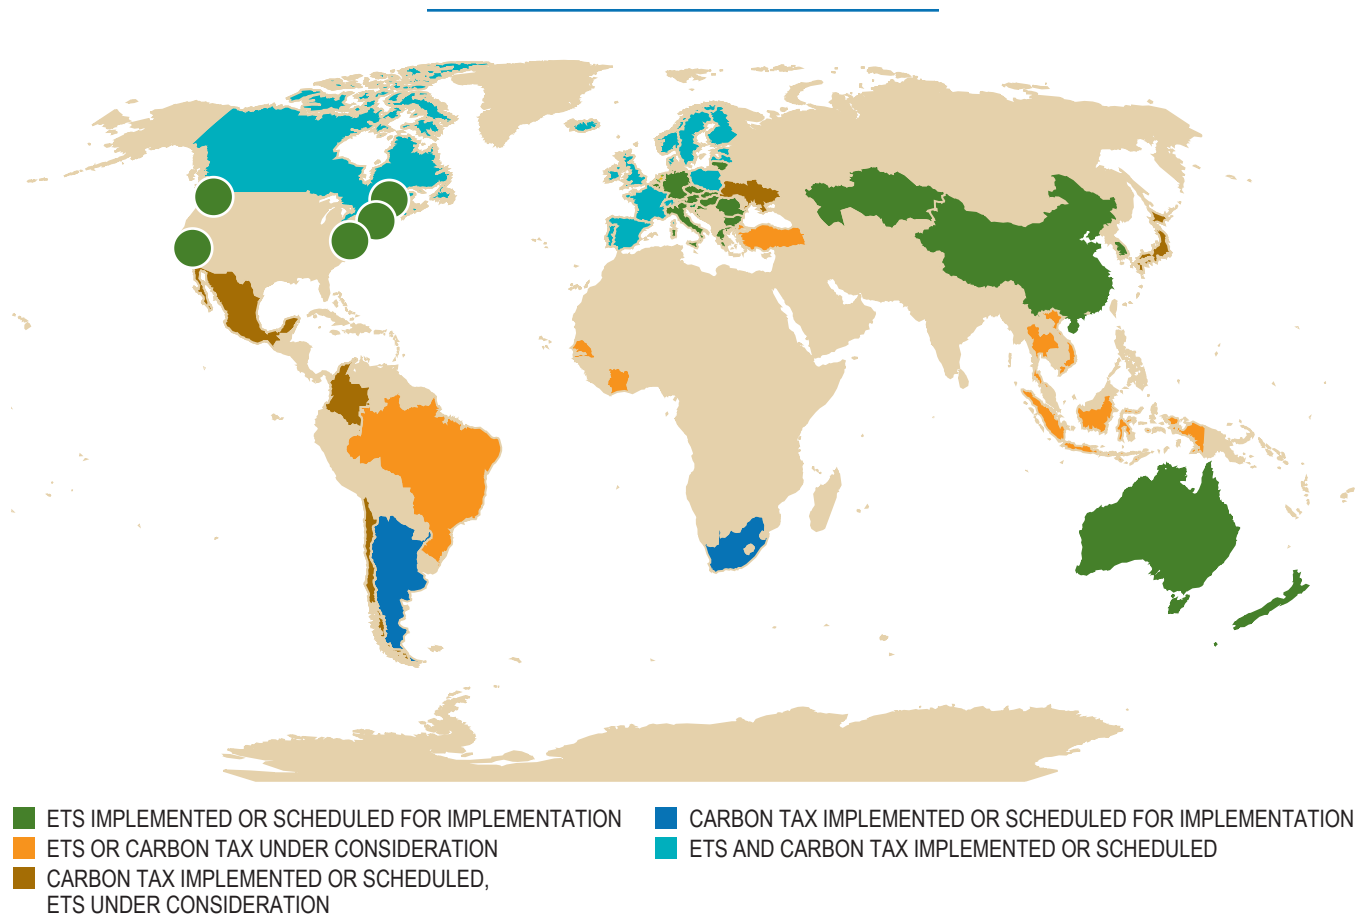 ETS IMPLEMENTED OR SCHEDULED FOR IMPLEMENTATION
ETS OR CARBON TAX UNDER CONSIDERATION
CARBON TAX IMPLEMENTED OR SCHEDULED,
ETS UNDER CONSIDERATION
CARBON TAX IMPLEMENTED OR SCHEDULED FOR IMPLEMENTATION
ETS AND CARBON TAX IMPLEMENTED OR SCHEDULED